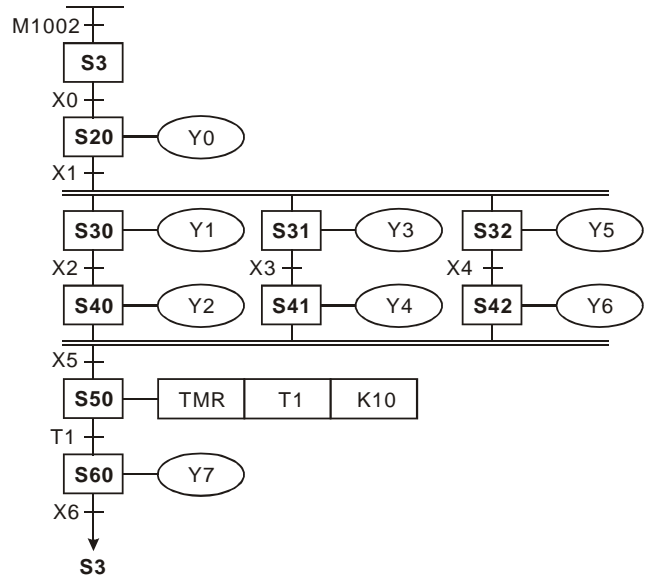 M1002
S3
X0
S20 Y0
X1
S30 Y1 S31 Y3 S32 Y5
X2 X3 X4
S40 Y2 S41 Y4 S42 Y6
X5
S50 TMR T1 K10
T1
S60 Y7
X6
S3